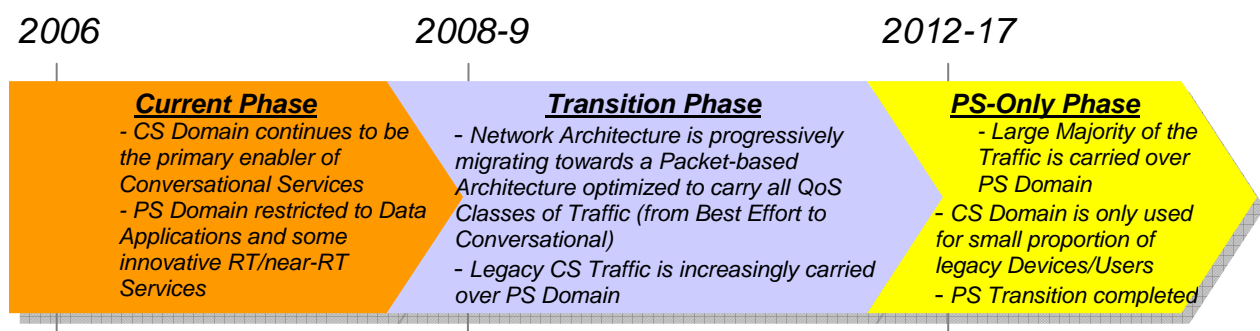 2006
2008-9
2012-17
Current Phase
- CS Domain continues to be
the primary enabler of
Conversational Services
- PS Domain restricted to Data
Applications and some
innovative RT/near-RT
Services
Transition Phase
- Network Architecture is progressively
migrating towards a Packet-based
Architecture optimized to carry all QoS
Classes of Traffic (from Best Effort to
Conversational)
- Legacy CS Traffic is increasingly carried
over PS Domain
PS-Only Phase
- Large Majority of the
Traffic is carried over
PS Domain
- CS Domain is only used
for small proportion of
legacy Devices/Users
- PS Transition completed